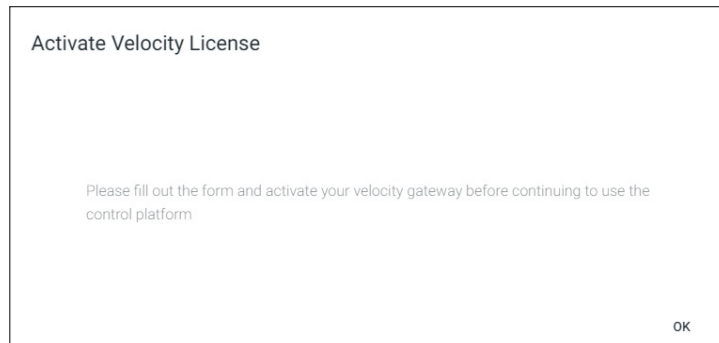 Activate Velocity License
Please fill out the form and activate your velocity gateway before continuing to use the
control platform
OK